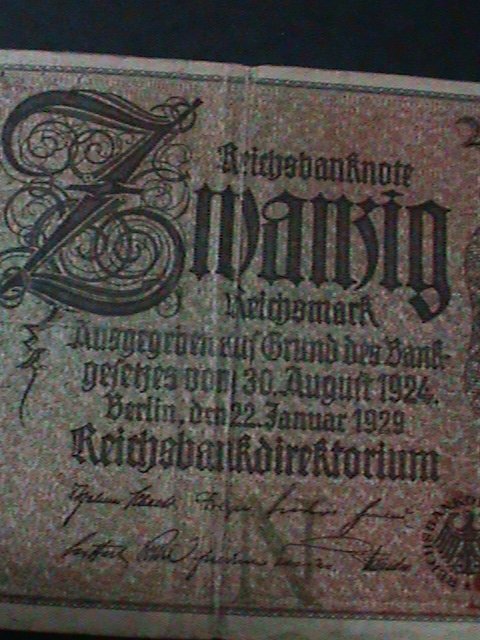 Reichsbanknote
Zwanzig
Reichsmark
Ausgegeben auf Grund des Bank-
gesetzes vom 30. August 1924.
Berlin, den 22. Januar 1929
Reichsbankdirektorium
N